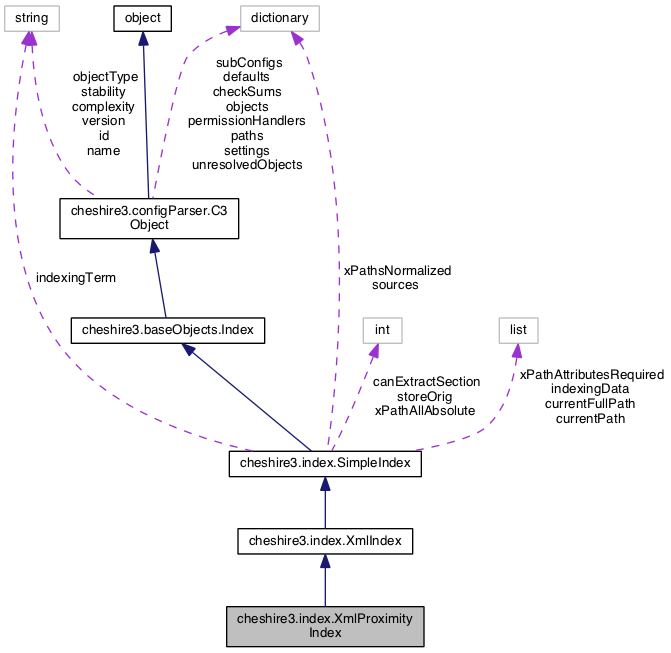 string
object
dictionary
objectType
stability
complexity
version
id
name
subConfigs
defaults
checkSums
objects
permissionHandlers
paths
settings
unresolvedObjects
cheshire3.configParser.C3
Object
indexingTerm
xPathsNormalized
sources
cheshire3.baseObjects.Index
int
list
canExtractSection
storeOrig
xPathAllAbsolute
xPathAttributesRequired
indexingData
currentFullPath
currentPath
cheshire3.index.SimpleIndex
cheshire3.index.XmlIndex
cheshire3.index.XmlProximity
Index